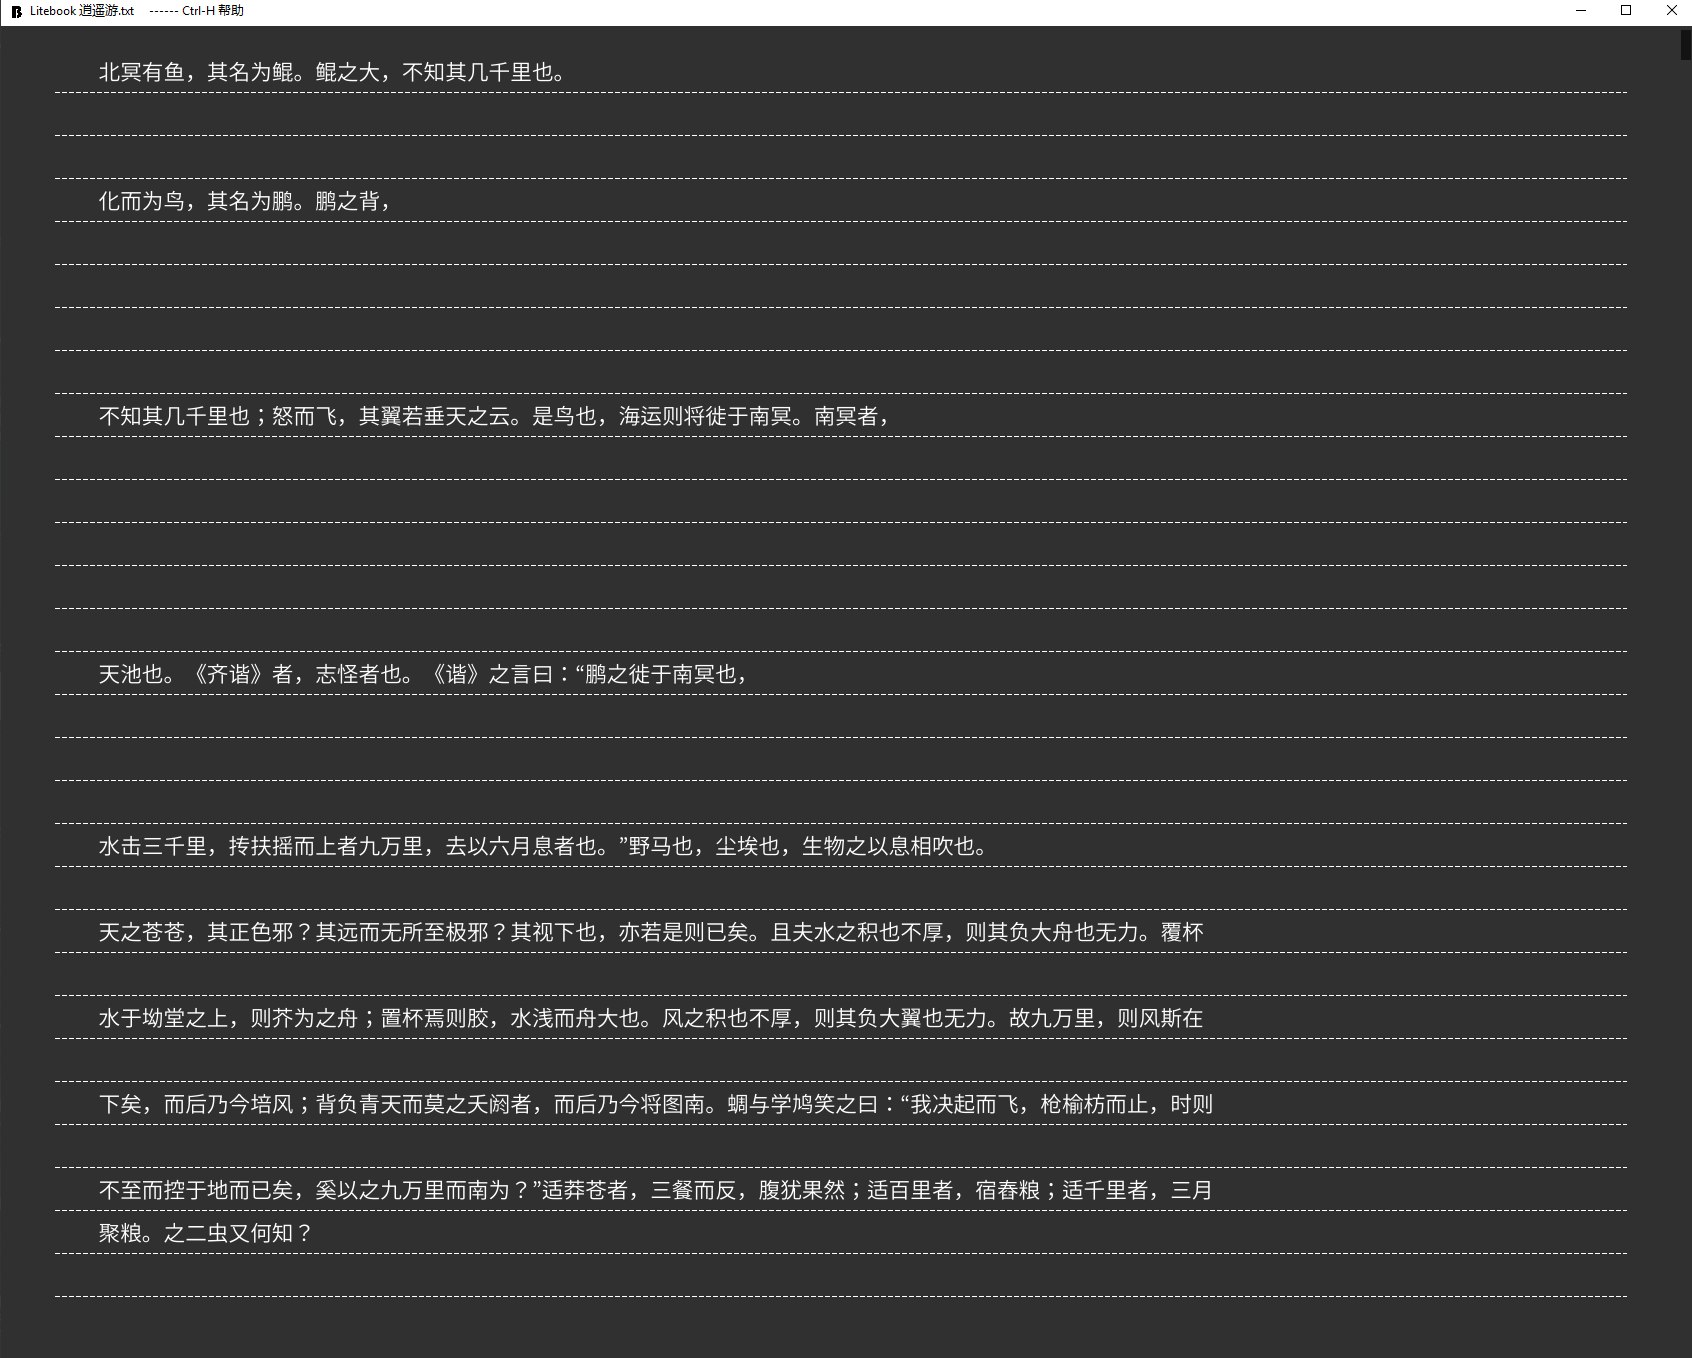 Litebook 逍遥游.txt ------ Ctrl-H 帮助
北冥有鱼，其名为鲲。鲲之大，不知其几千里也。
化而为鸟，其名为鹏。鹏之背，
不知其几千里也；怒而飞，其翼若垂天之云。是鸟也，海运则将徙于南冥。南冥者，
天池也。《齐谐》者，志怪者也。《谐》之言曰：“鹏之徙于南冥也，
水击三千里，抟扶摇而上者九万里，去以六月息者也。”野马也，尘埃也，生物之以息相吹也。
天之苍苍，其正色邪？其远而无所至极邪？其视下也，亦若是则已矣。且夫水之积也不厚，则其负大舟也无力。覆杯
水于坳堂之上，则芥为之舟；置杯焉则胶，水浅而舟大也。风之积也不厚，则其负大翼也无力。故九万里，则风斯在
下矣，而后乃今培风；背负青天而莫之夭阏者，而后乃今将图南。蜩与学鸠笑之曰：“我决起而飞，枪榆枋而止，时则
不至而控于地而已矣，奚以之九万里而南为？”适莽苍者，三餐而反，腹犹果然；适百里者，宿舂粮；适千里者，三月
聚粮。之二虫又何知？